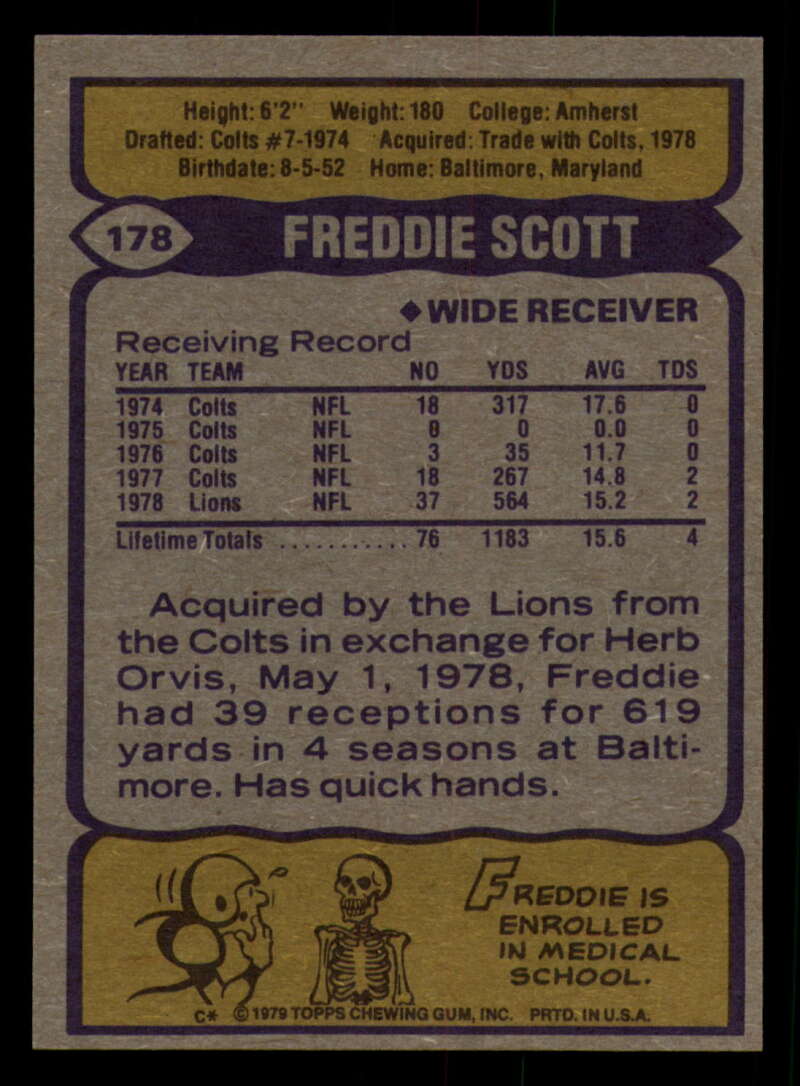 Height: 6'2" Weight: 180 College: Amherst
Drafted: Colts #7-1974 Acquired: Trade with Colts, 1978
Birthdate: 8-5-52 Home: Baltimore, Maryland
178 FREDDIE SCOTT
◆WIDE RECEIVER
Receiving Record
YEAR TEAM NO YDS AVG TDS
1974 Colts NFL 18 317 17.6 0
1975 Colts NFL 0 0 0.0 0
1976 Colts NFL 3 35 11.7 0
1977 Colts NFL 18 267 14.8 2
1978 Lions NFL 37 564 15.2 2
Lifetime Totals ............ 76 1183 15.6 4
Acquired by the Lions from
the Colts in exchange for Herb
Orvis, May 1, 1978, Freddie
had 39 receptions for 619
yards in 4 seasons at Balti-
more. Has quick hands.
FREDDIE IS
ENROLLED
IN MEDICAL
SCHOOL.
C* © 1979 TOPPS CHEWING GUM, INC. PRTD. IN U.S.A.